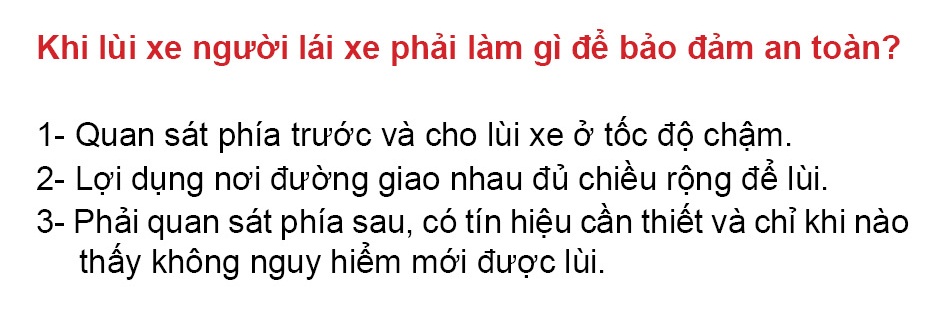 Khi lùi xe người lái xe phải làm gì để bảo đảm an toàn?
1- Quan sát phía trước và cho lùi xe ở tốc độ chậm.
2- Lợi dụng nơi đường giao nhau đủ chiều rộng để lùi.
3- Phải quan sát phía sau, có tín hiệu cần thiết và chỉ khi nào
thấy không nguy hiểm mới được lùi.